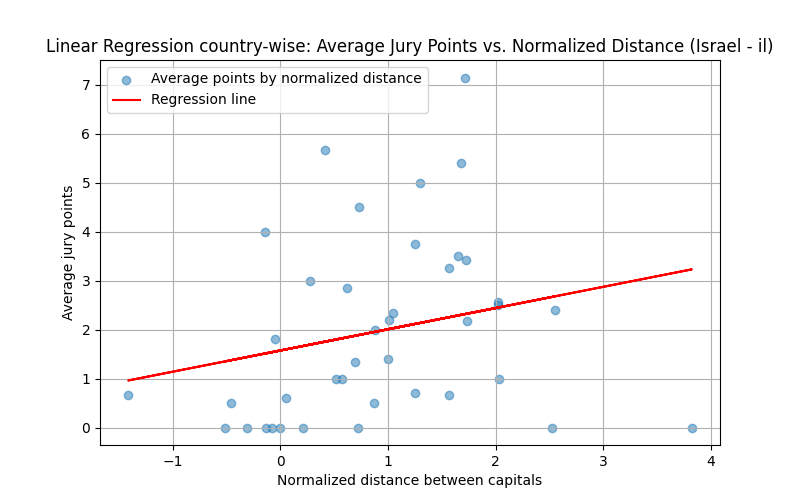 Linear Regression country-wise: Average Jury Points vs. Normalized Distance (Israel - il)
Average points by normalized distance
Regression line
7
6
5
4
3
2
1
0
Average jury points
−1
0
1
2
3
4
Normalized distance between capitals